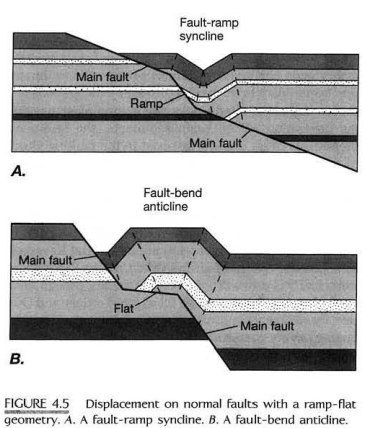 Fault-ramp
syncline
Main fault
Ramp
Main fault
A.
Fault-bend
anticline
Main fault
Flat
Main fault
B.
FIGURE 4.5 Displacement on normal faults with a ramp-flat
geometry. A. A fault-ramp syncline. B. A fault-bend anticline.